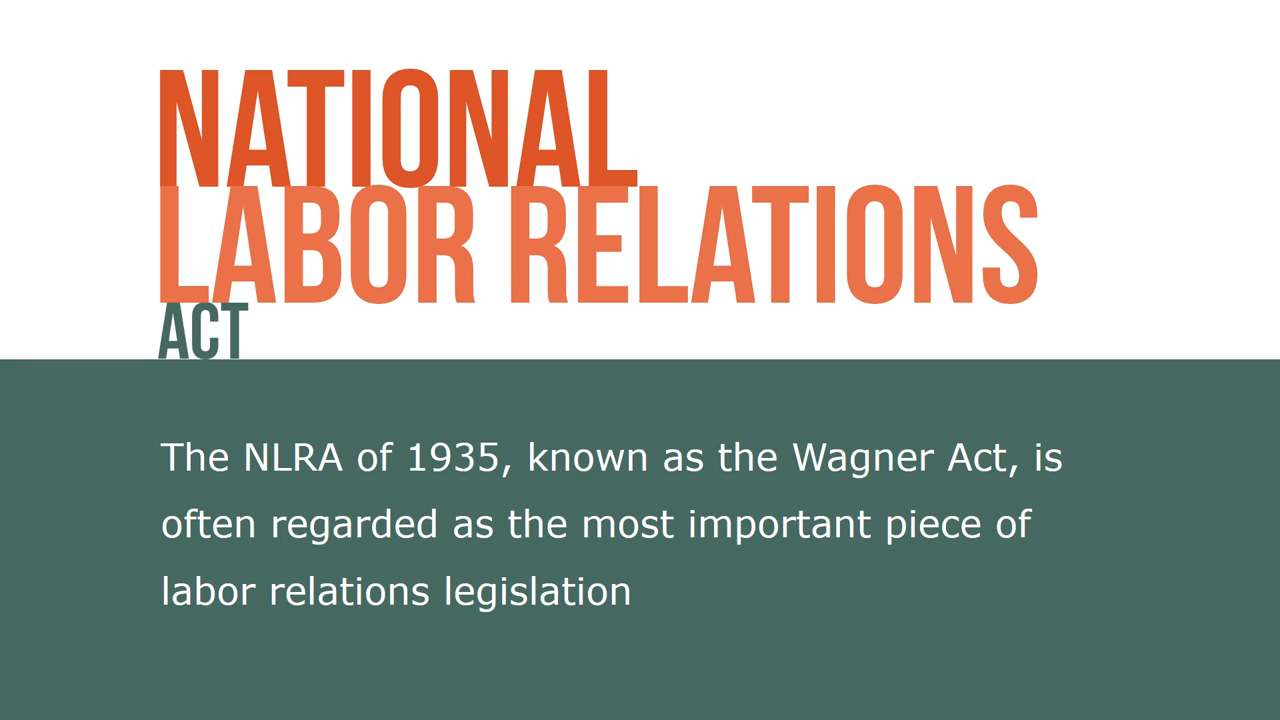 NATIONAL
LABOR RELATIONS
ACT
The NLRA of 1935, known as the Wagner Act, is
often regarded as the most important piece of
labor relations legislation